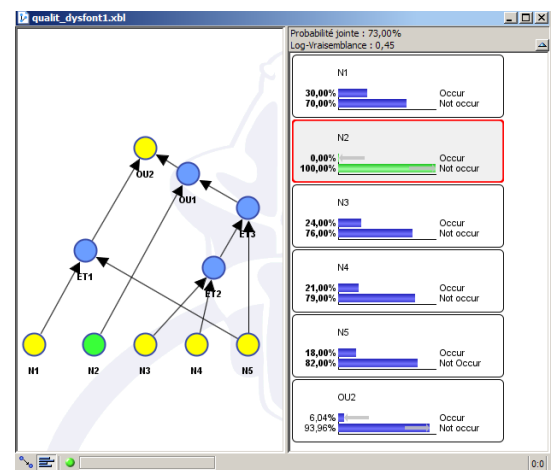 qualit_dysfont1.xbl
Probabilité jointe : 73,00%
Log-Vraisemblance : 0,45
N1
30,00% Occur
70,00% Not occur
N2
0,00% Occur
100,00% Not occur
N3
24,00% Occur
76,00% Not occur
N4
21,00% Occur
79,00% Not occur
N5
18,00% Occur
82,00% Not Occur
OU2
6,04% Occur
93,96% Not occur
OU2
OU1
ET3
ET1
ET2
N1 N2 N3 N4 N5
0:0